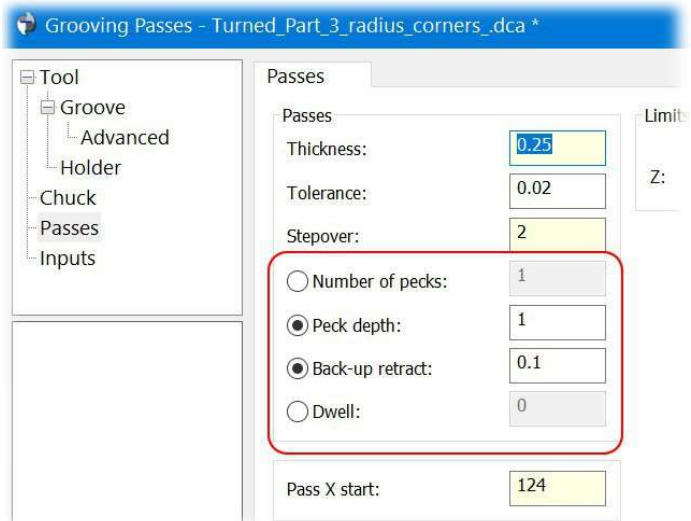 Grooving Passes - Turned_Part_3_radius_corners_.dca *
Tool
Groove
Advanced
Holder
Chuck
Passes
Inputs
Passes
Passes
Thickness: 0.25
Tolerance: 0.02
Stepover: 2
Number of pecks: 1
Peck depth: 1
Back-up retract: 0.1
Dwell: 0
Pass X start: 124
Limits
Z: